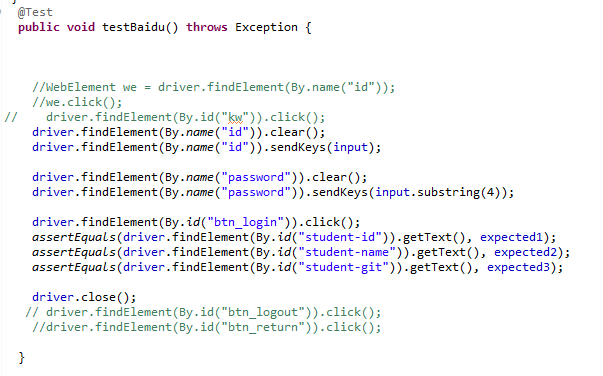 @Test
public void testBaidu() throws Exception {
//WebElement we = driver.findElement(By.name("id"));
//we.click();
//    driver.findElement(By.id("kw")).click();
driver.findElement(By.name("id")).clear();
driver.findElement(By.name("id")).sendKeys(input);
driver.findElement(By.name("password")).clear();
driver.findElement(By.name("password")).sendKeys(input.substring(4));
driver.findElement(By.id("btn_login")).click();
assertEquals(driver.findElement(By.id("student-id")).getText(), expected1);
assertEquals(driver.findElement(By.id("student-name")).getText(), expected2);
assertEquals(driver.findElement(By.id("student-git")).getText(), expected3);
driver.close();
// driver.findElement(By.id("btn_logout")).click();
//driver.findElement(By.id("btn_return")).click();
}